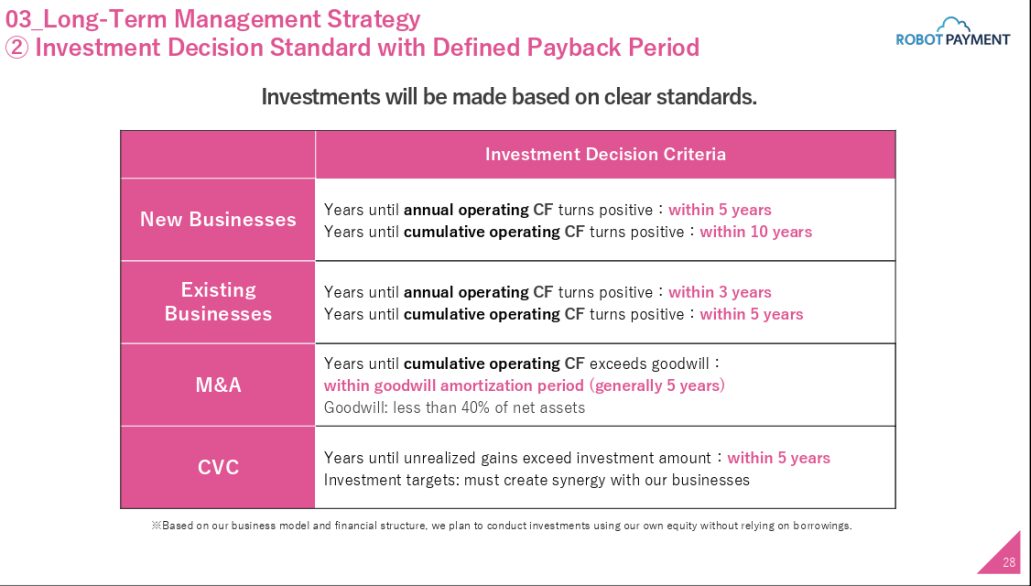 03_Long-Term Management Strategy
② Investment Decision Standard with Defined Payback Period
ROBOT PAYMENT
Investments will be made based on clear standards.
Investment Decision Criteria
New Businesses
Years until annual operating CF turns positive：within 5 years
Years until cumulative operating CF turns positive：within 10 years
Existing
Businesses
Years until annual operating CF turns positive：within 3 years
Years until cumulative operating CF turns positive：within 5 years
M&A
Years until cumulative operating CF exceeds goodwill：
within goodwill amortization period (generally 5 years)
Goodwill: less than 40% of net assets
CVC
Years until unrealized gains exceed investment amount：within 5 years
Investment targets: must create synergy with our businesses
※Based on our business model and financial structure, we plan to conduct investments using our own equity without relying on borrowings.
28